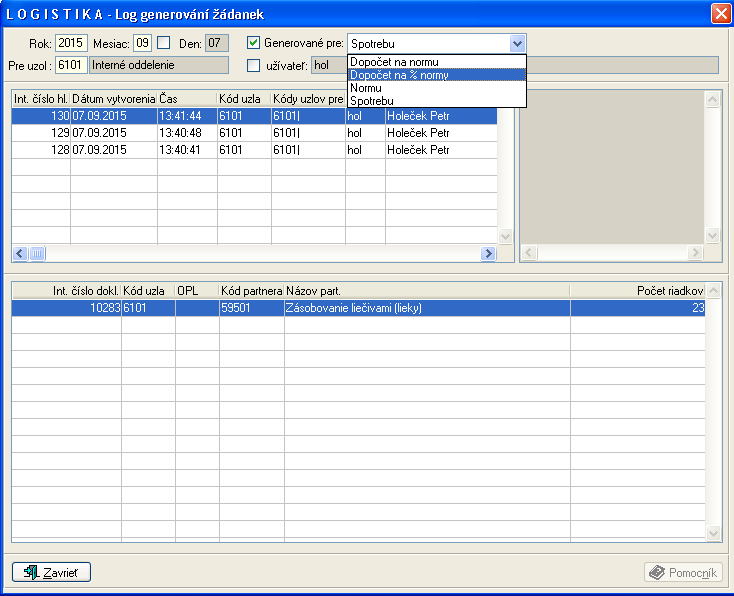 L O G I S T I K A - Log generování žádanek
Rok: 2015 Mesiac: 09 Den: 07 Generované pre: Spotrebu
Pre uzol : 6101 Interné oddelenie užívateľ: hol
Dopočet na normu
Dopočet na % normy
Normu
Spotrebu
Int. číslo hl. Dátum vytvorenia Čas Kód uzla Kódy uzlov pre
130 07.09.2015 13:41:44 6101 6101| hol Holeček Petr
129 07.09.2015 13:40:48 6101 6101| hol Holeček Petr
128 07.09.2015 13:40:41 6101 6101| hol Holeček Petr
Int. číslo dokl. Kód uzla OPL Kód partnera Názov part. Počet riadkov
10283 6101 59501 Zásobovanie liečivami (lieky) 23
Zavrieť Pomocník